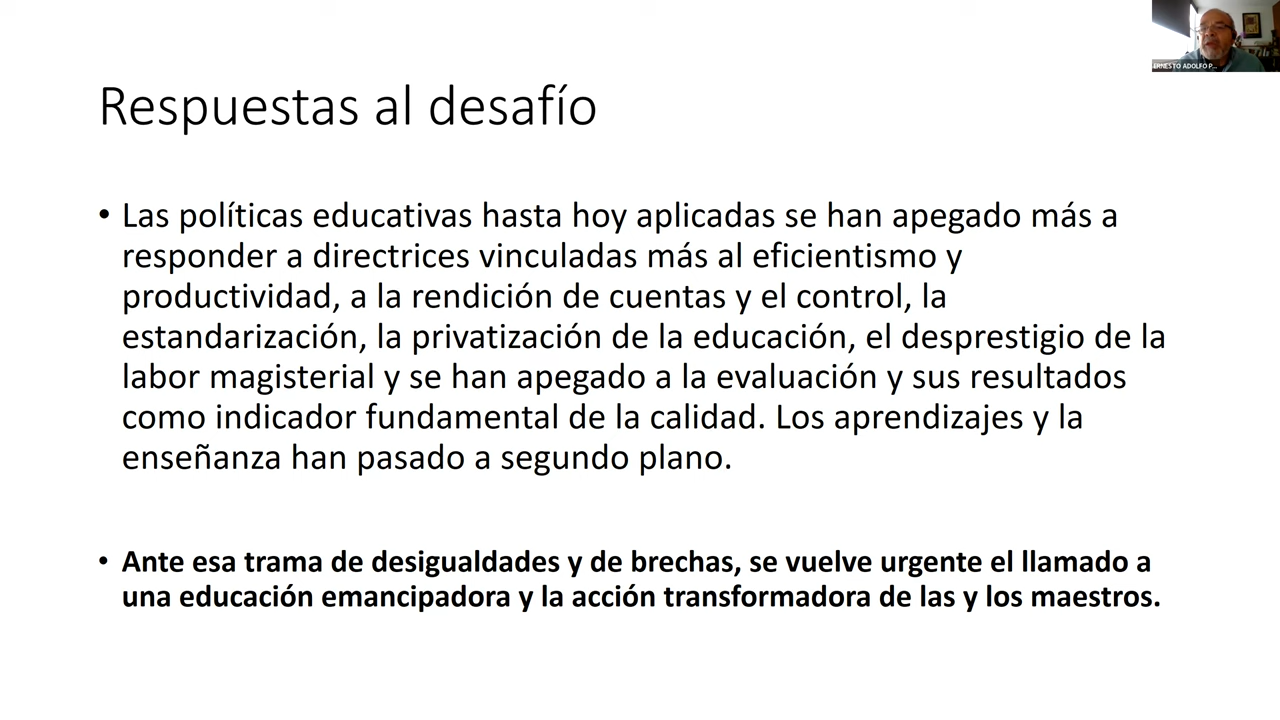 ERNESTO ADOLFO P...
Respuestas al desafío
• Las políticas educativas hasta hoy aplicadas se han apegado más a
responder a directrices vinculadas más al eficientismo y
productividad, a la rendición de cuentas y el control, la
estandarización, la privatización de la educación, el desprestigio de la
labor magisterial y se han apegado a la evaluación y sus resultados
como indicador fundamental de la calidad. Los aprendizajes y la
enseñanza han pasado a segundo plano.
• Ante esa trama de desigualdades y de brechas, se vuelve urgente el llamado a
una educación emancipadora y la acción transformadora de las y los maestros.